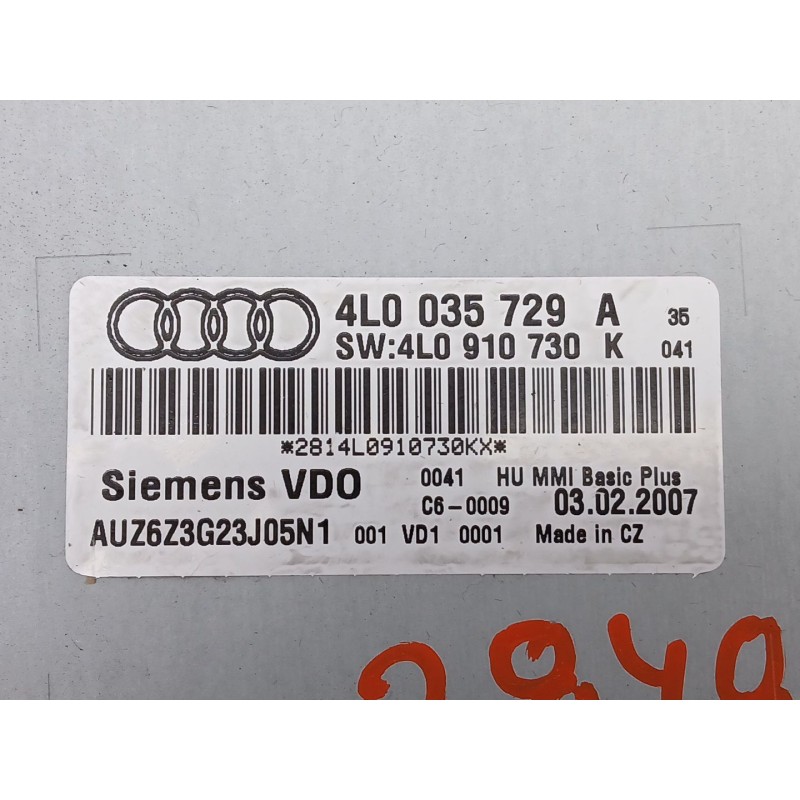 4L0 035 729 A 35
SW:4L0 910 730 K 041
*2814L0910730KX*
Siemens VDO 0041 HU MMI Basic Plus
C6-0009 03.02.2007
AUZ6Z3G23J05N1 001 VD1 0001 Made in CZ
2949